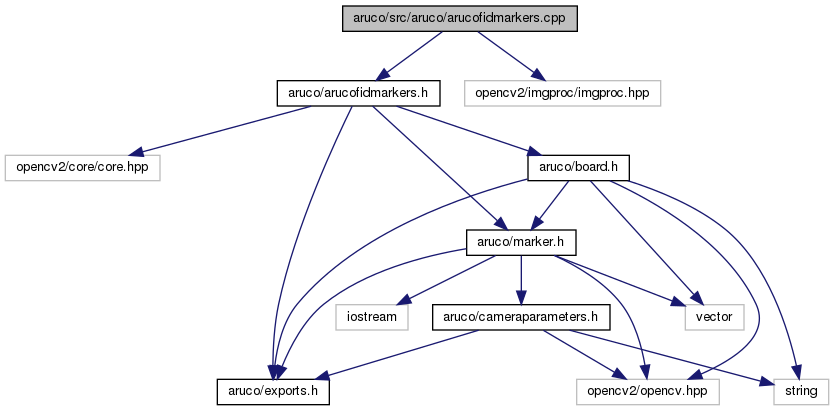 aruco/src/aruco/arucofidmarkers.cpp
aruco/arucofidmarkers.h
opencv2/imgproc/imgproc.hpp
opencv2/core/core.hpp
aruco/board.h
aruco/marker.h
iostream
aruco/cameraparameters.h
vector
aruco/exports.h
opencv2/opencv.hpp
string